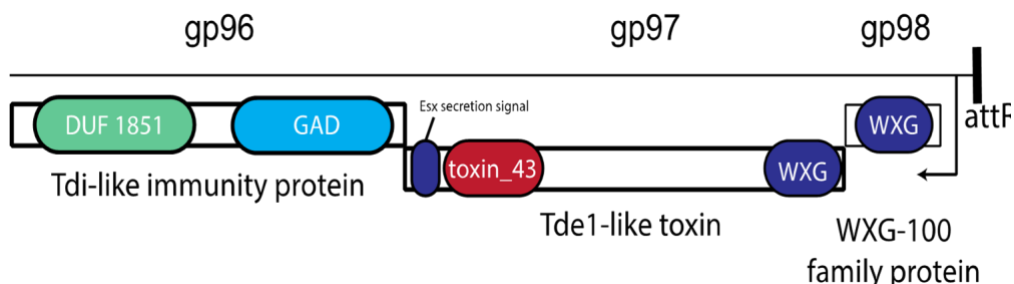 gp96 gp97 gp98
attR
Esx secretion signal
DUF 1851 GAD WXG
toxin_43 WXG
Tdi-like immunity protein
Tde1-like toxin
WXG-100
family protein